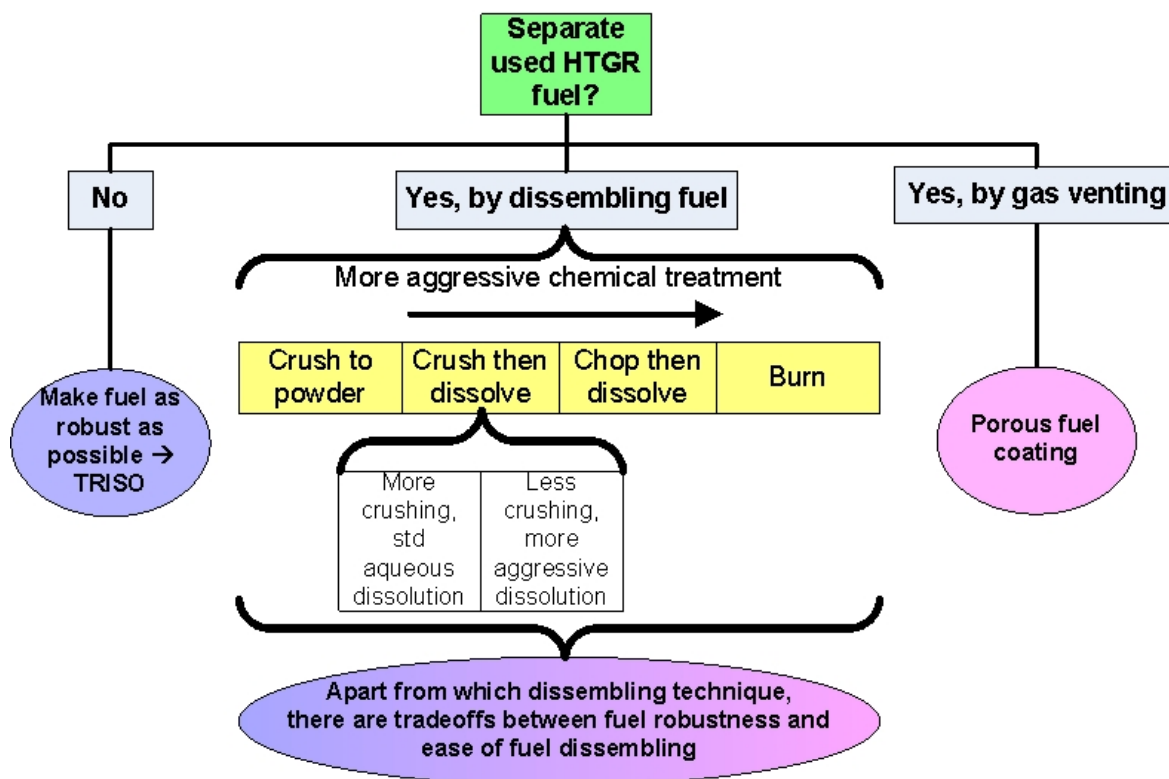 Separate
used HTGR
fuel?
No
Yes, by dissembling fuel
Yes, by gas venting
More aggressive chemical treatment
Crush to
powder
Crush then
dissolve
Chop then
dissolve
Burn
Make fuel as
robust as
possible →
TRISO
Porous fuel
coating
More
crushing,
std
aqueous
dissolution
Less
crushing,
more
aggressive
dissolution
Apart from which dissembling technique,
there are tradeoffs between fuel robustness and
ease of fuel dissembling